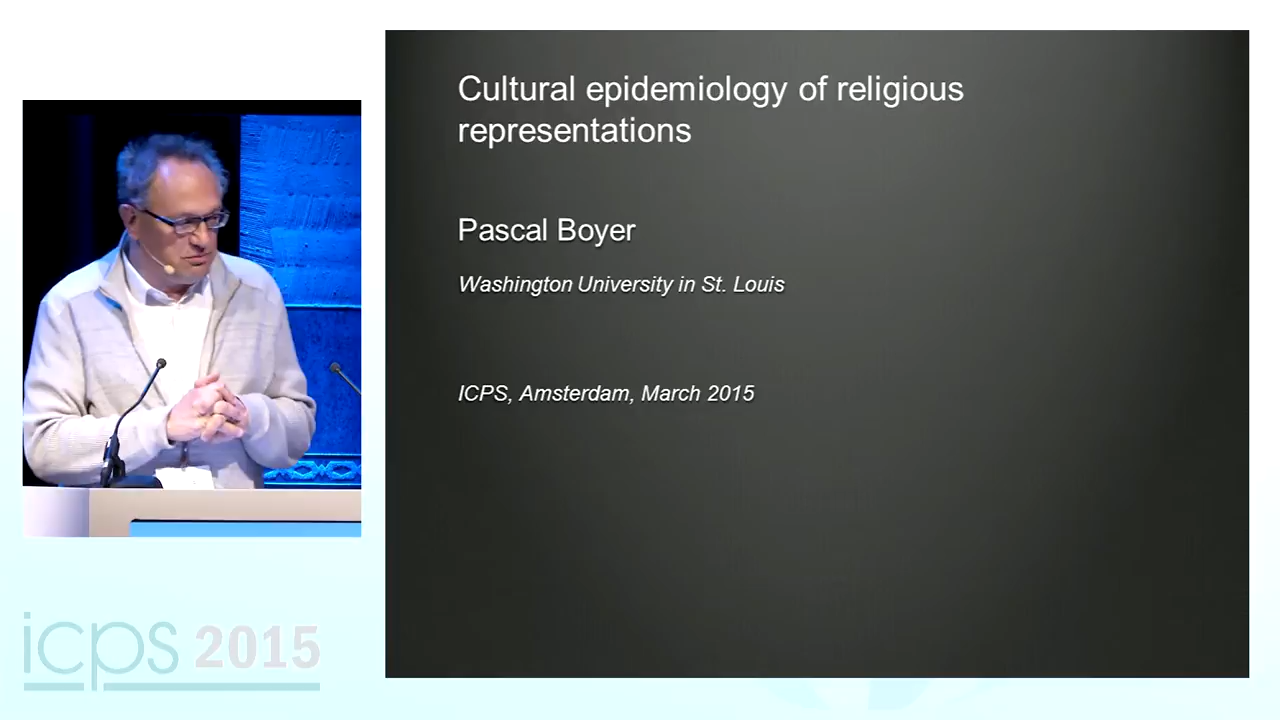 Cultural epidemiology of religious
representations
Pascal Boyer
Washington University in St. Louis
ICPS, Amsterdam, March 2015
icps 2015